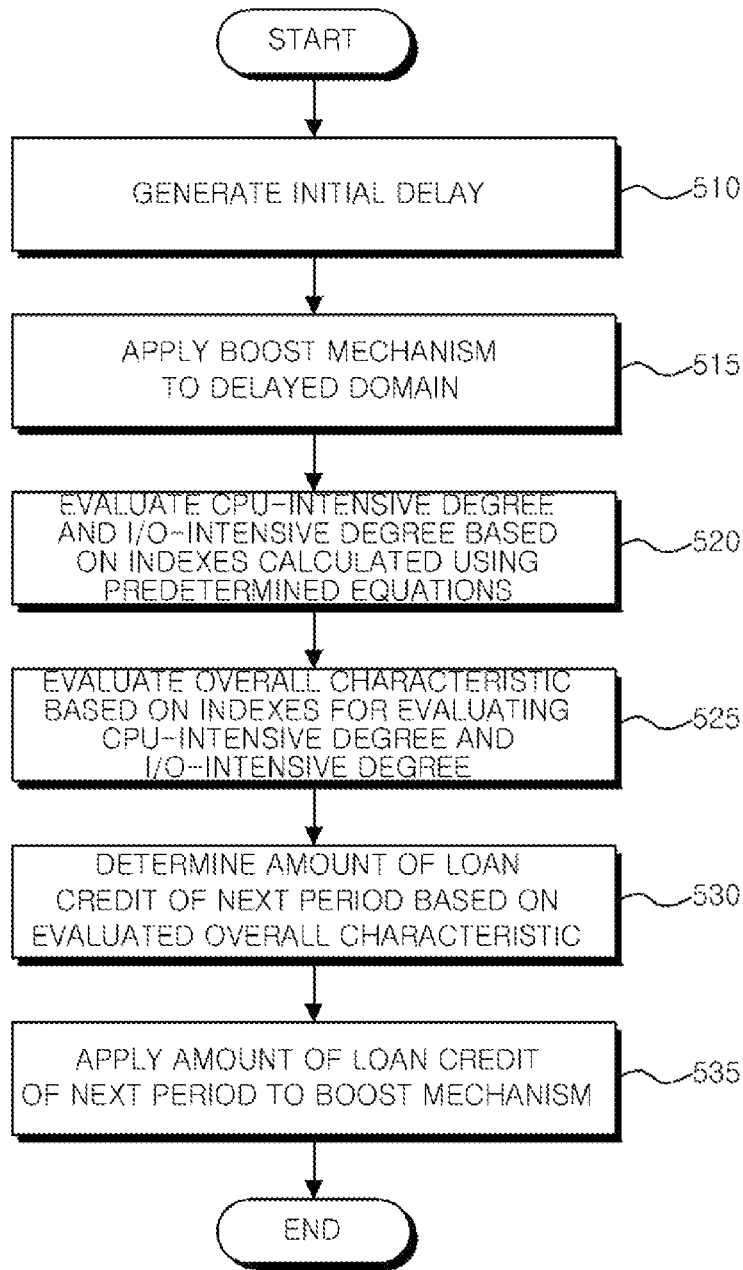 START
GENERATE INITIAL DELAY
510
APPLY BOOST MECHANISM
TO DELAYED DOMAIN
515
EVALUATE CPU-INTENSIVE DEGREE
AND I/O-INTENSIVE DEGREE BASED
ON INDEXES CALCULATED USING
PREDETERMINED EQUATIONS
520
EVALUATE OVERALL CHARACTERISTIC
BASED ON INDEXES FOR EVALUATING
CPU-INTENSIVE DEGREE AND
I/O-INTENSIVE DEGREE
525
DETERMINE AMOUNT OF LOAN
CREDIT OF NEXT PERIOD BASED ON
EVALUATED OVERALL CHARACTERISTIC
530
APPLY AMOUNT OF LOAN CREDIT
OF NEXT PERIOD TO BOOST MECHANISM
535
END